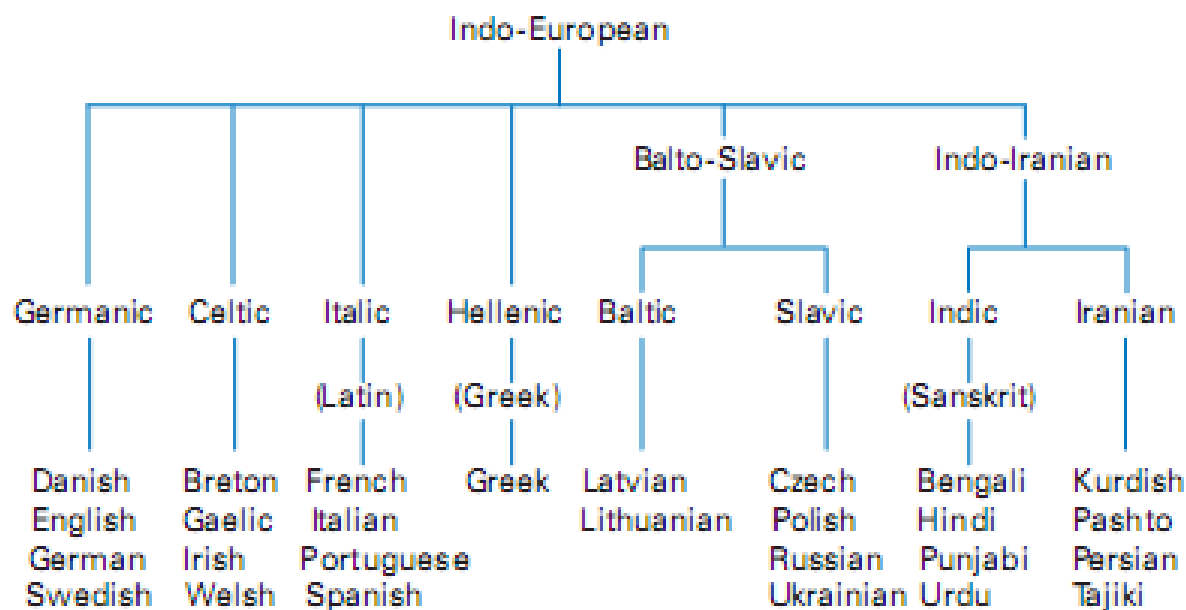 Indo-European
Balto-Slavic Indo-Iranian
Germanic Celtic Italic Hellenic Baltic Slavic Indic Iranian
(Latin) (Greek) (Sanskrit)
Danish Breton French Greek Latvian Czech Bengali Kurdish
English Gaelic Italian Lithuanian Polish Hindi Pashto
German Irish Portuguese Russian Punjabi Persian
Swedish Welsh Spanish Ukrainian Urdu Tajiki